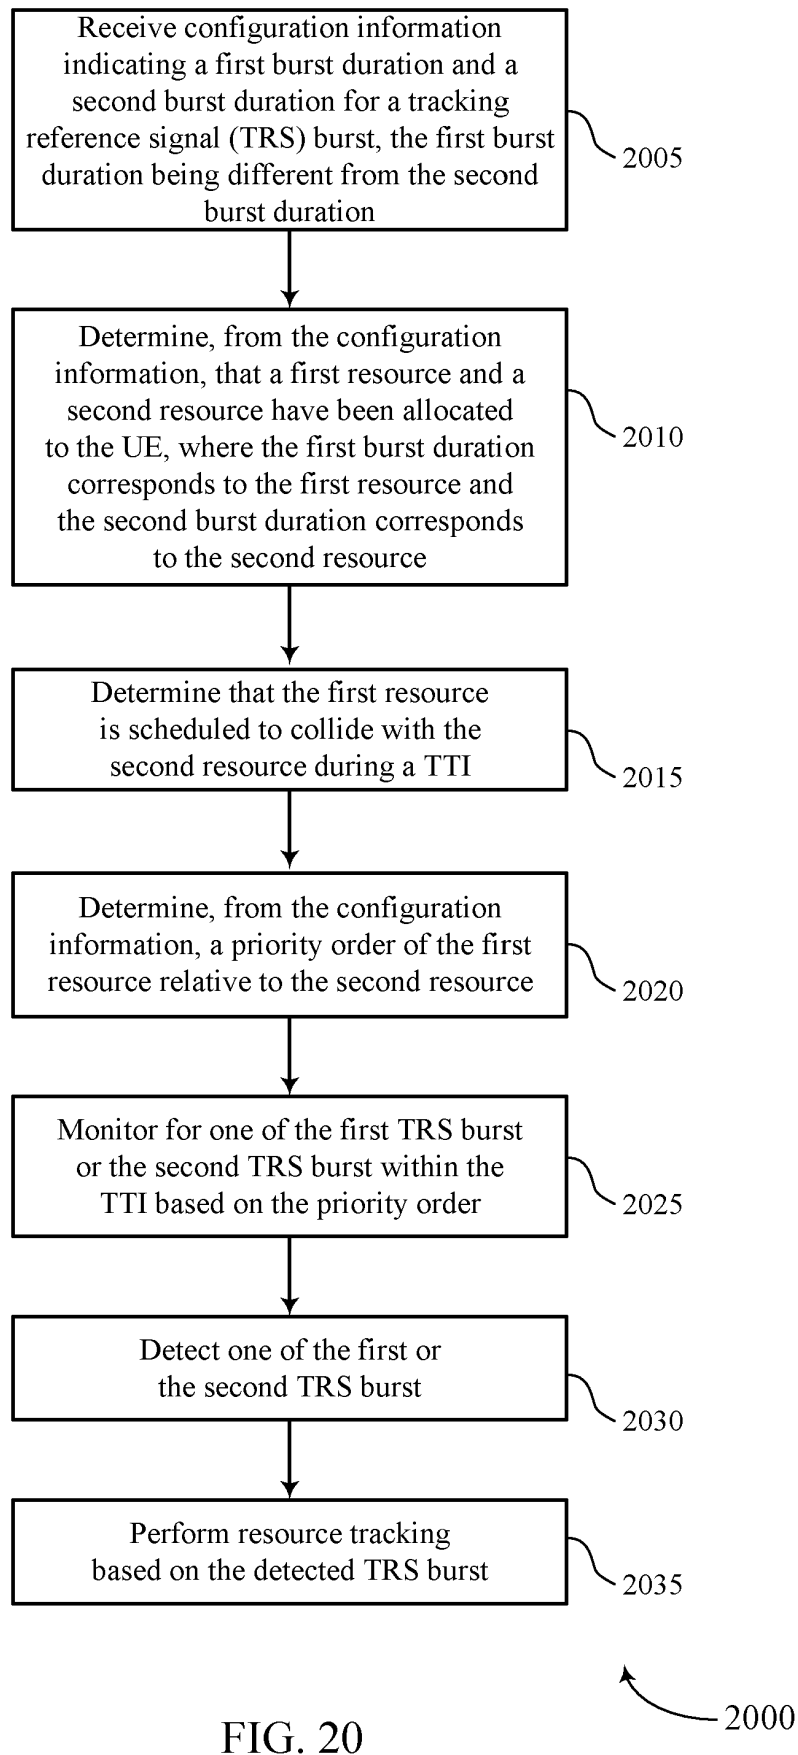 Receive configuration information
indicating a first burst duration and a
second burst duration for a tracking
reference signal (TRS) burst, the first burst
duration being different from the second
burst duration
2005
Determine, from the configuration
information, that a first resource and a
second resource have been allocated
to the UE, where the first burst duration
corresponds to the first resource and
the second burst duration corresponds
to the second resource
2010
Determine that the first resource
is scheduled to collide with the
second resource during a TTI
2015
Determine, from the configuration
information, a priority order of the first
resource relative to the second resource
2020
Monitor for one of the first TRS burst
or the second TRS burst within the
TTI based on the priority order
2025
Detect one of the first or
the second TRS burst
2030
Perform resource tracking
based on the detected TRS burst
2035
2000
FIG. 20